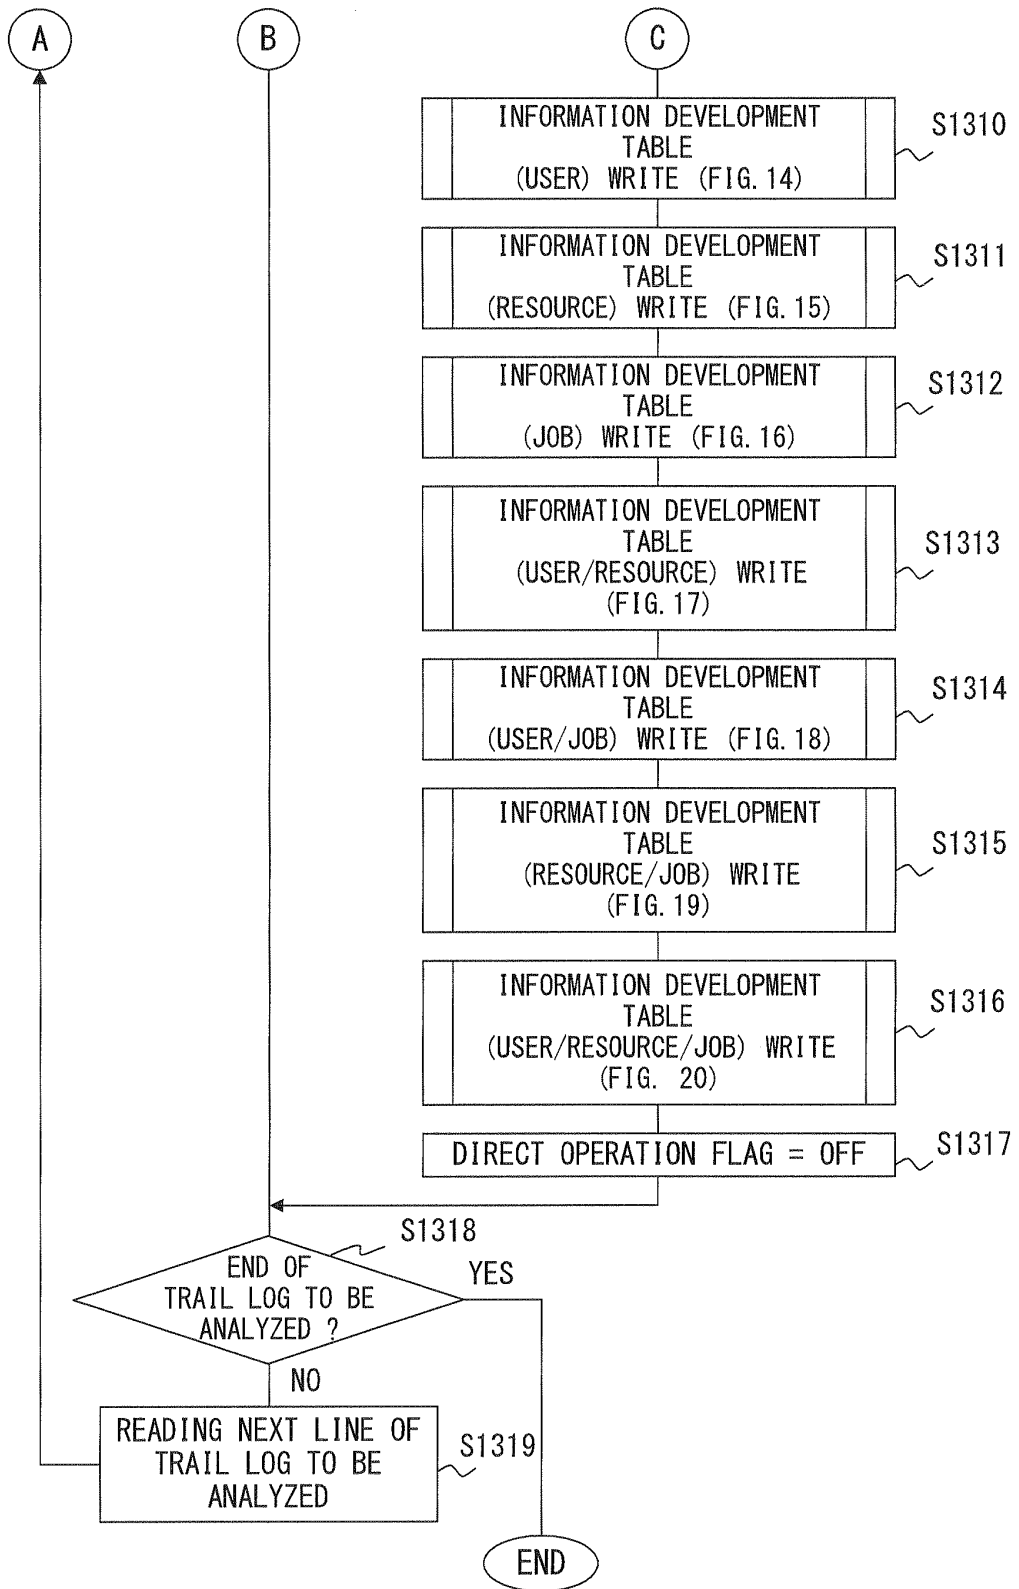 A
B
C
INFORMATION DEVELOPMENT
TABLE
(USER) WRITE (FIG. 14)
S1310
INFORMATION DEVELOPMENT
TABLE
(RESOURCE) WRITE (FIG. 15)
S1311
INFORMATION DEVELOPMENT
TABLE
(JOB) WRITE (FIG. 16)
S1312
INFORMATION DEVELOPMENT
TABLE
(USER/RESOURCE) WRITE
(FIG. 17)
S1313
INFORMATION DEVELOPMENT
TABLE
(USER/JOB) WRITE (FIG. 18)
S1314
INFORMATION DEVELOPMENT
TABLE
(RESOURCE/JOB) WRITE
(FIG. 19)
S1315
INFORMATION DEVELOPMENT
TABLE
(USER/RESOURCE/JOB) WRITE
(FIG. 20)
S1316
DIRECT OPERATION FLAG = OFF
S1317
S1318
END OF
TRAIL LOG TO BE
ANALYZED ?
YES
NO
READING NEXT LINE OF
TRAIL LOG TO BE
ANALYZED
S1319
END